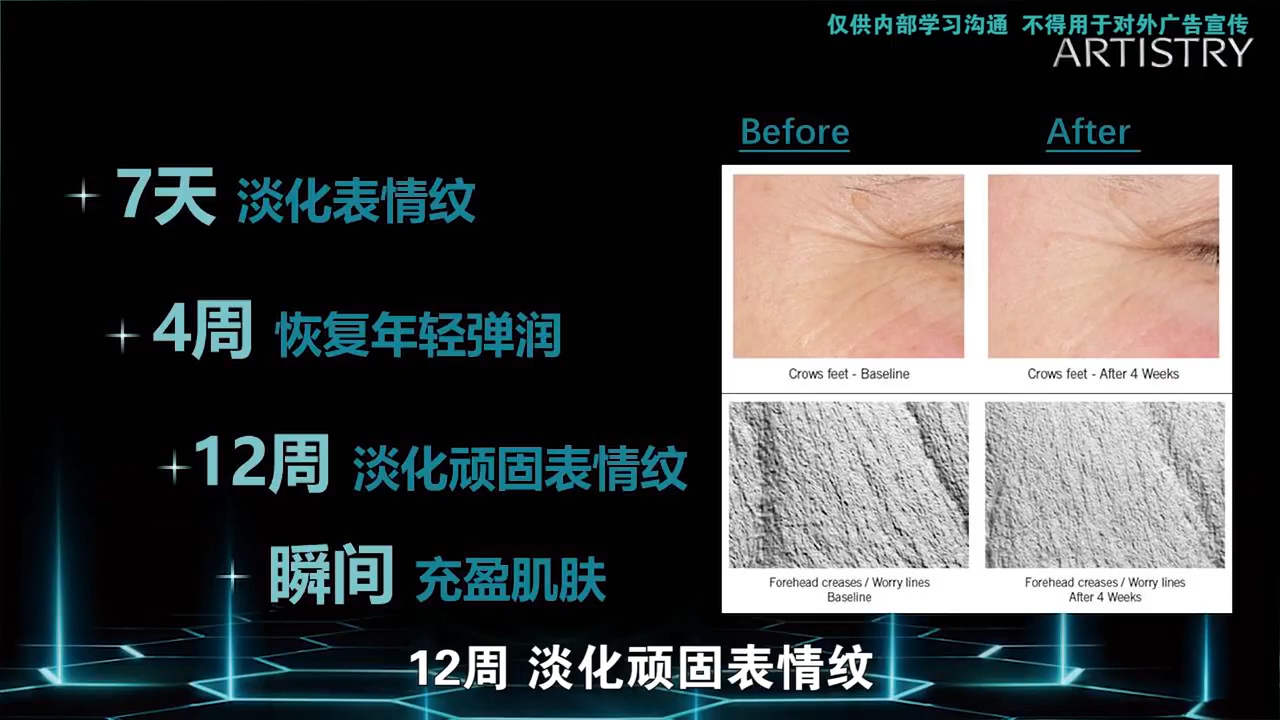 仅供内部学习沟通 不得用于对外广告宣传
ARTISTRY
Before
After
7天 淡化表情纹
4周 恢复年轻弹润
12周 淡化顽固表情纹
瞬间 充盈肌肤
Crows feet - Baseline
Crows feet - After 4 Weeks
Forehead creases / Worry lines
Baseline
Forehead creases / Worry lines
After 4 Weeks
12周 淡化顽固表情纹